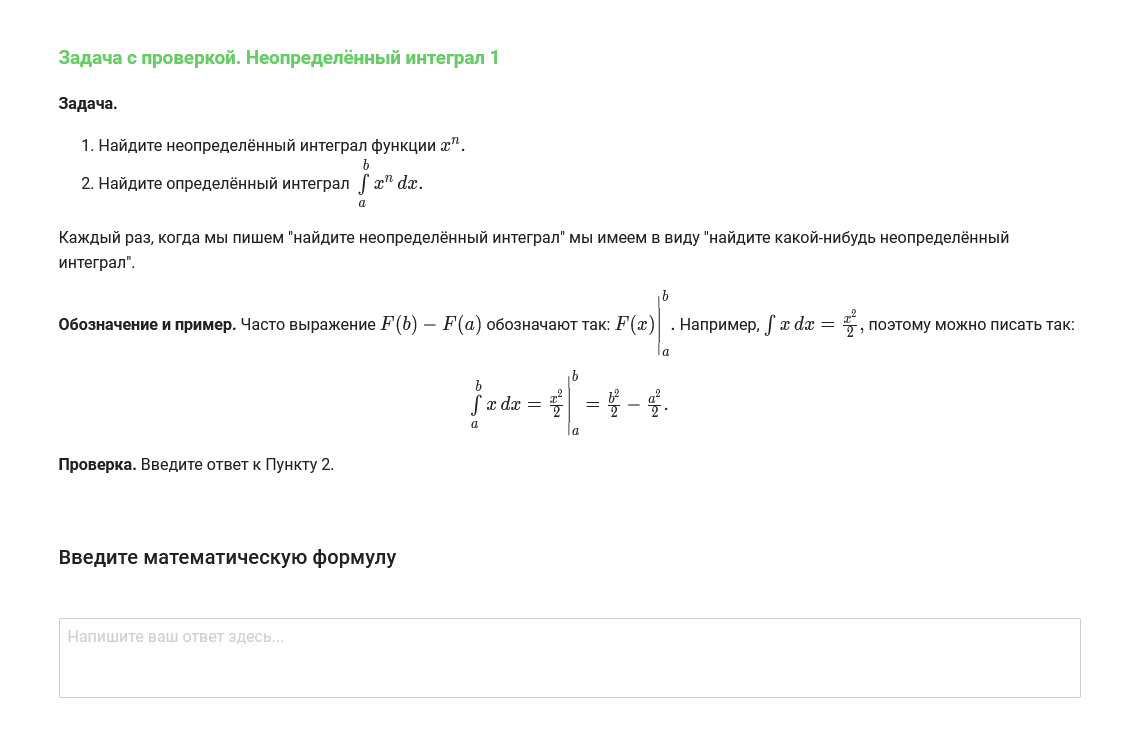 Задача с проверкой. Неопределённый интеграл 1
Задача.
1. Найдите неопределённый интеграл функции $x^n$.
2. Найдите определённый интеграл $\int\limits_a^b x^n\,dx$.
Каждый раз, когда мы пишем "найдите неопределённый интеграл" мы имеем в виду "найдите какой-нибудь неопределённый
интеграл".
Обозначение и пример. Часто выражение $F(b) - F(a)$ обозначают так: $F(x)\Big|_a^b$. Например, $\int x\,dx = \frac{x^2}{2}$, поэтому можно писать так:
$\int\limits_a^b x\,dx = \frac{x^2}{2}\Big|_a^b = \frac{b^2}{2} - \frac{a^2}{2}.$
Проверка. Введите ответ к Пункту 2.
Введите математическую формулу
Напишите ваш ответ здесь...